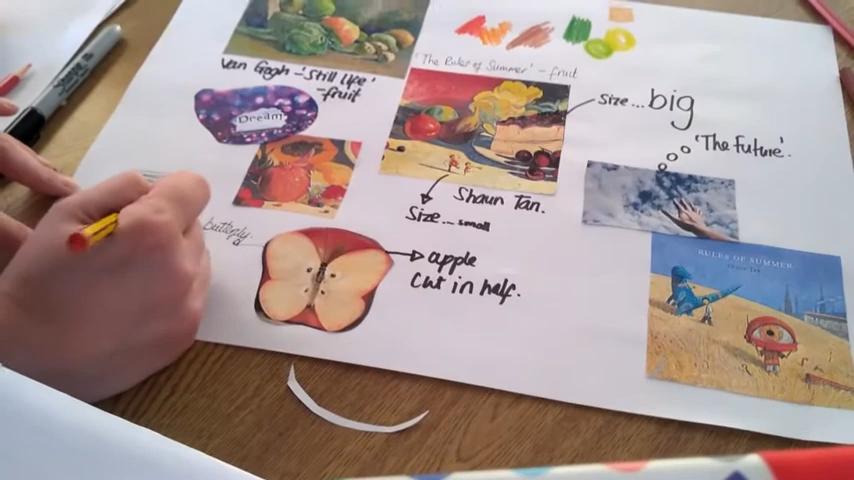 Van Gogh - 'Still life'
- fruit
'The Rules of Summer' - fruit
Dream
Size... big
'The Future'.
Shaun Tan.
Size... small
butterfly.
apple
Cut in half.
RULES OF SUMMER
Shaun Tan